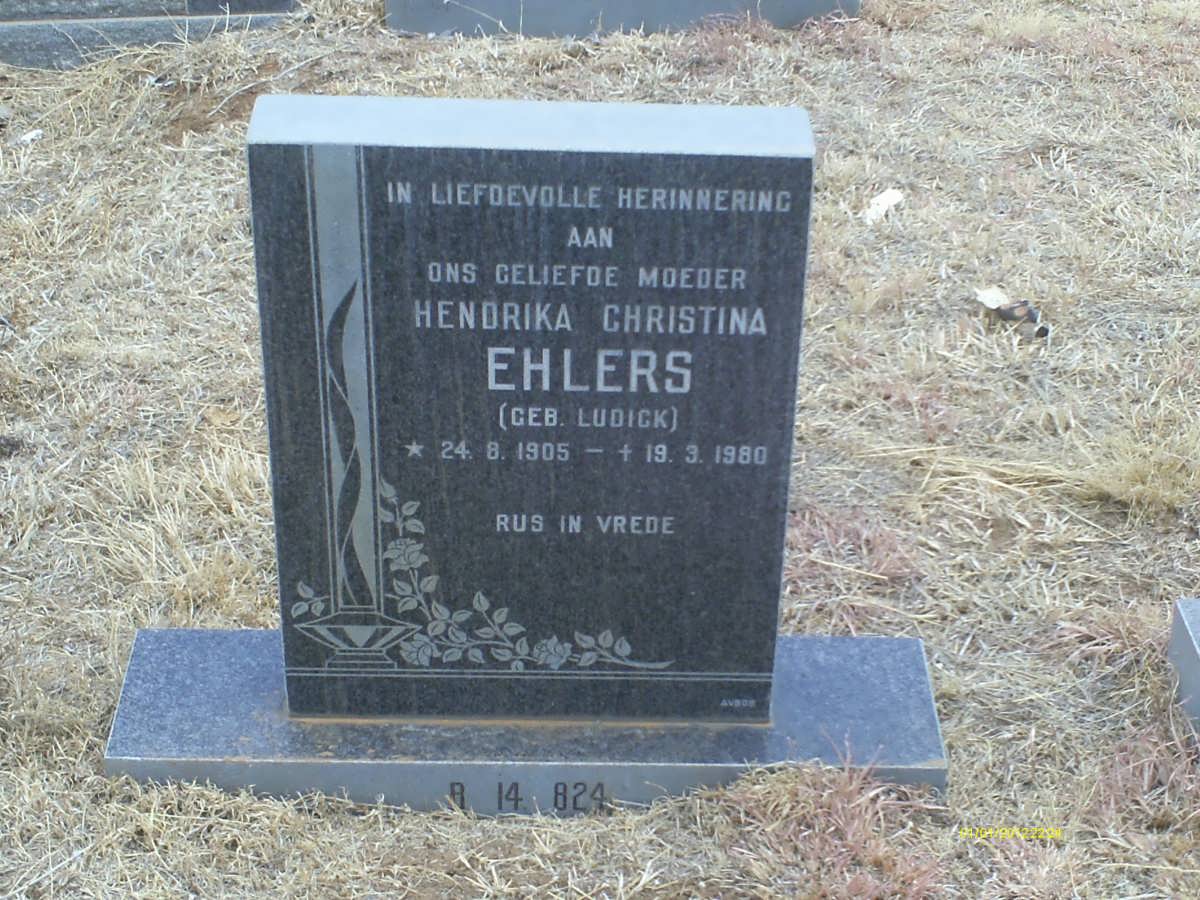 IN LIEFDEVOLLE HERINNERING
AAN
ONS GELIEFDE MOEDER
HENDRIKA CHRISTINA
EHLERS
(GEB. LUDICK)
★ 24. 8. 1905 – † 19. 3. 1980
RUS IN VREDE
AVBOB
B 14 824